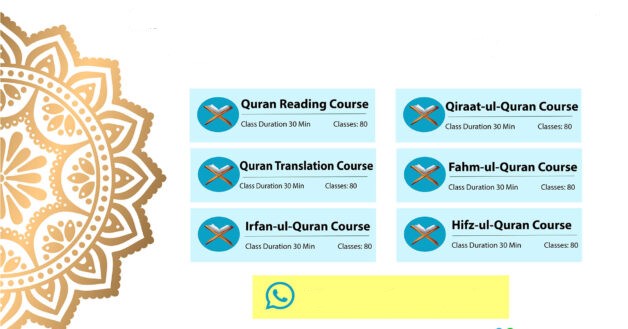 Quran Reading Course
Class Duration 30 Min Classes: 80
Qiraat-ul-Quran Course
Class Duration 30 Min Classes: 80
Quran Translation Course
Class Duration 30 Min Classes: 80
Fahm-ul-Quran Course
Class Duration 30 Min Classes: 80
Irfan-ul-Quran Course
Class Duration 30 Min Classes: 80
Hifz-ul-Quran Course
Class Duration 30 Min Classes: 80